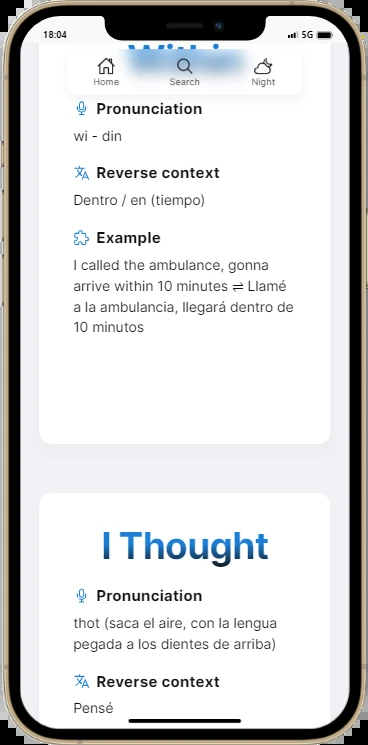 18:04
5G
Within
Home
Search
Night
Pronunciation
wi - din
Reverse context
Dentro / en (tiempo)
Example
I called the ambulance, gonna
arrive within 10 minutes ⇌ Llamé
a la ambulancia, llegará dentro de
10 minutos
I Thought
Pronunciation
thot (saca el aire, con la lengua
pegada a los dientes de arriba)
Reverse context
Pensé